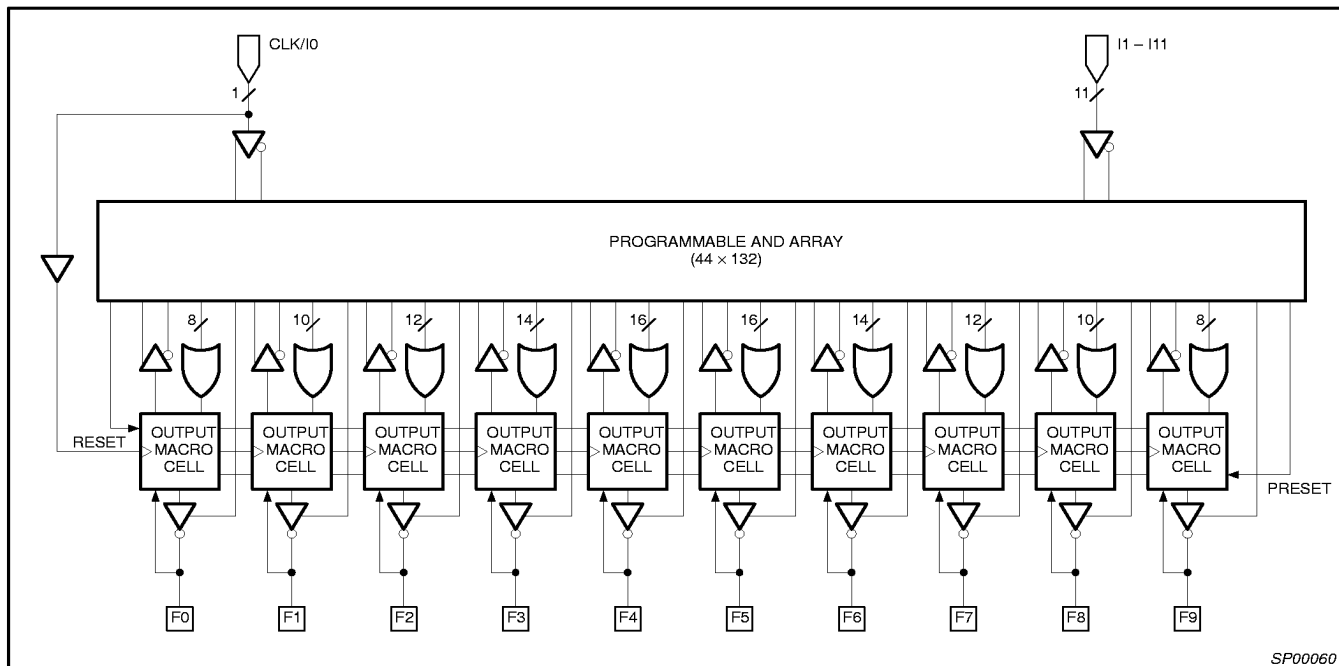 CLK/I0
I1 – I11
1
11
PROGRAMMABLE AND ARRAY
(44 × 132)
8
10
12
14
16
16
14
12
10
8
OUTPUT
MACRO
CELL
OUTPUT
MACRO
CELL
OUTPUT
MACRO
CELL
OUTPUT
MACRO
CELL
OUTPUT
MACRO
CELL
OUTPUT
MACRO
CELL
OUTPUT
MACRO
CELL
OUTPUT
MACRO
CELL
OUTPUT
MACRO
CELL
OUTPUT
MACRO
CELL
RESET
PRESET
F0
F1
F2
F3
F4
F5
F6
F7
F8
F9
SP00060